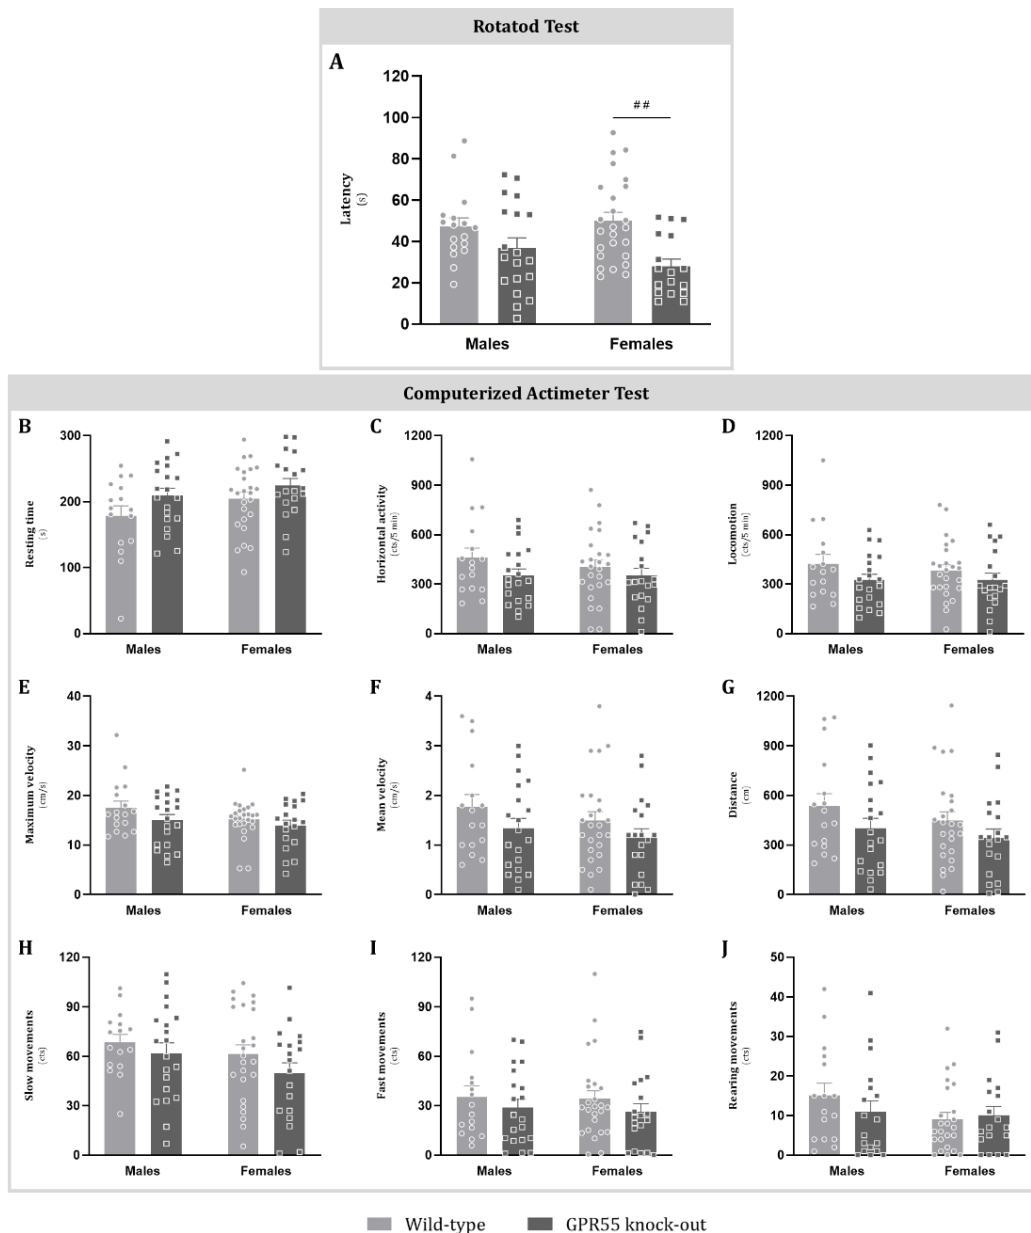 Rotatod Test
A
120
100
80
60
40
20
0
Latency
(s)
##
Males Females
Computerized Actimeter Test
B
300
200
100
0
Resting time
(s)
Males Females
C
1200
900
600
300
0
Horizontal activity
(cts/5 min)
Males Females
D
1200
900
600
300
0
Locomotion
(cts/5 min)
Males Females
E
40
30
20
10
0
Maximum velocity
(cm/s)
Males Females
F
4
3
2
1
0
Mean velocity
(cm/s)
Males Females
G
1200
900
600
300
0
Distance
(cm)
Males Females
H
120
90
60
30
0
Slow movements
(cts)
Males Females
I
120
90
60
30
0
Fast movements
(cts)
Males Females
J
50
40
30
20
10
0
Rearing movements
(cts)
Males Females
Wild-type GPR55 knock-out